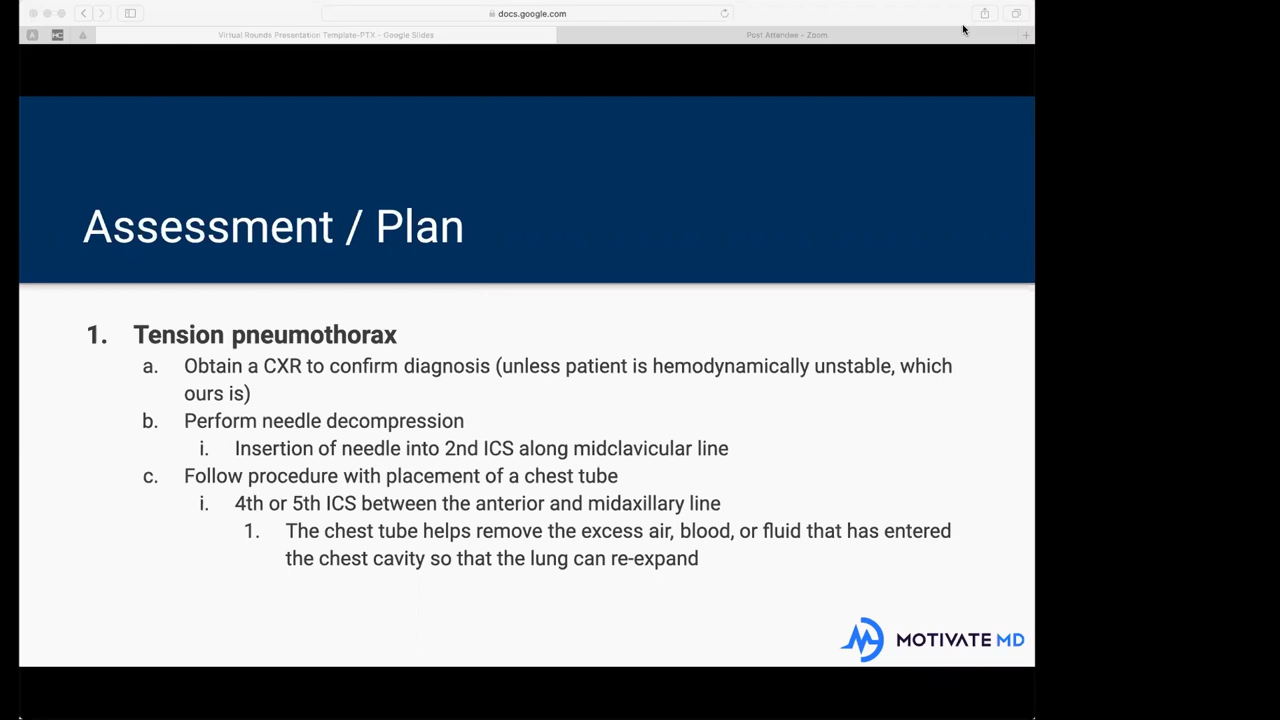 docs.google.com
Virtual Rounds Presentation Template-PTX - Google Slides
Post Attendee - Zoom
Assessment / Plan
1. Tension pneumothorax
a. Obtain a CXR to confirm diagnosis (unless patient is hemodynamically unstable, which
ours is)
b. Perform needle decompression
i. Insertion of needle into 2nd ICS along midclavicular line
c. Follow procedure with placement of a chest tube
i. 4th or 5th ICS between the anterior and midaxillary line
1. The chest tube helps remove the excess air, blood, or fluid that has entered
the chest cavity so that the lung can re-expand
MOTIVATE MD